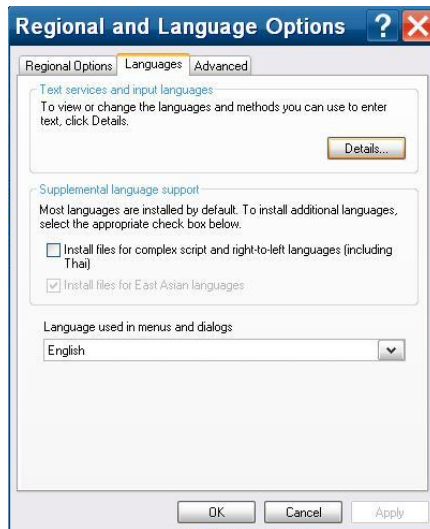 Regional and Language Options
Regional Options Languages Advanced
Text services and input languages
To view or change the languages and methods you can use to enter
text, click Details.
Details...
Supplemental language support
Most languages are installed by default. To install additional languages,
select the appropriate check box below.
Install files for complex script and right-to-left languages (including
Thai)
Install files for East Asian languages
Language used in menus and dialogs
English
OK Cancel Apply